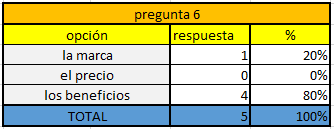 pregunta 6
opción respuesta %
la marca 1 20%
el precio 0 0%
los beneficios 4 80%
TOTAL 5 100%